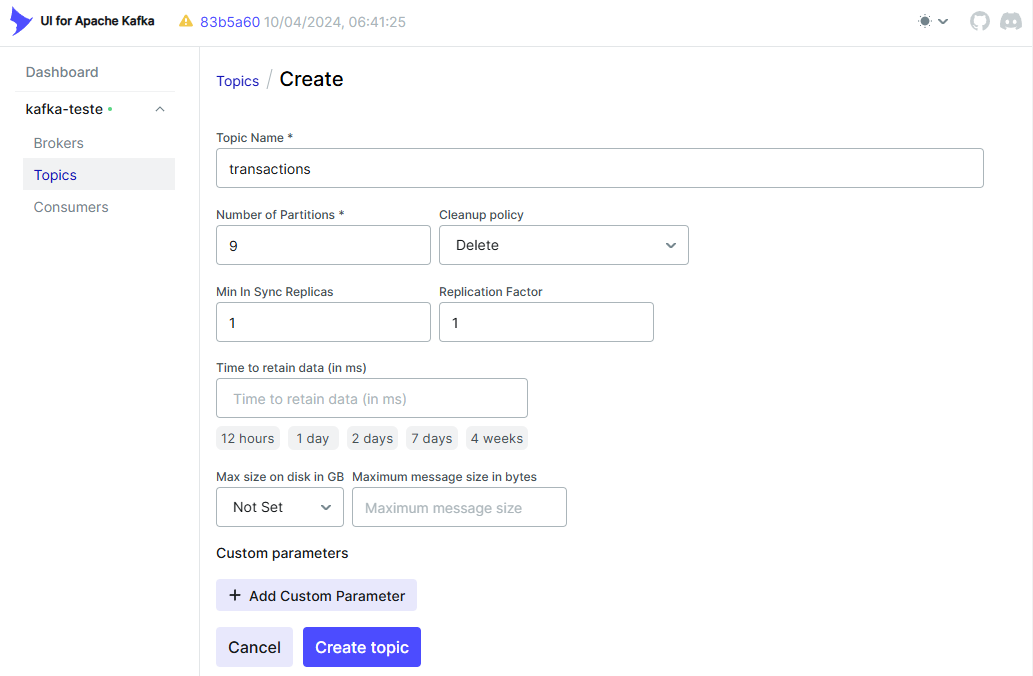 UI for Apache Kafka 83b5a60 10/04/2024, 06:41:25
Dashboard
kafka-teste
Brokers
Topics
Consumers
Topics / Create
Topic Name *
transactions
Number of Partitions * Cleanup policy
9 Delete
Min In Sync Replicas Replication Factor
1 1
Time to retain data (in ms)
Time to retain data (in ms)
12 hours 1 day 2 days 7 days 4 weeks
Max size on disk in GB Maximum message size in bytes
Not Set Maximum message size
Custom parameters
+ Add Custom Parameter
Cancel Create topic